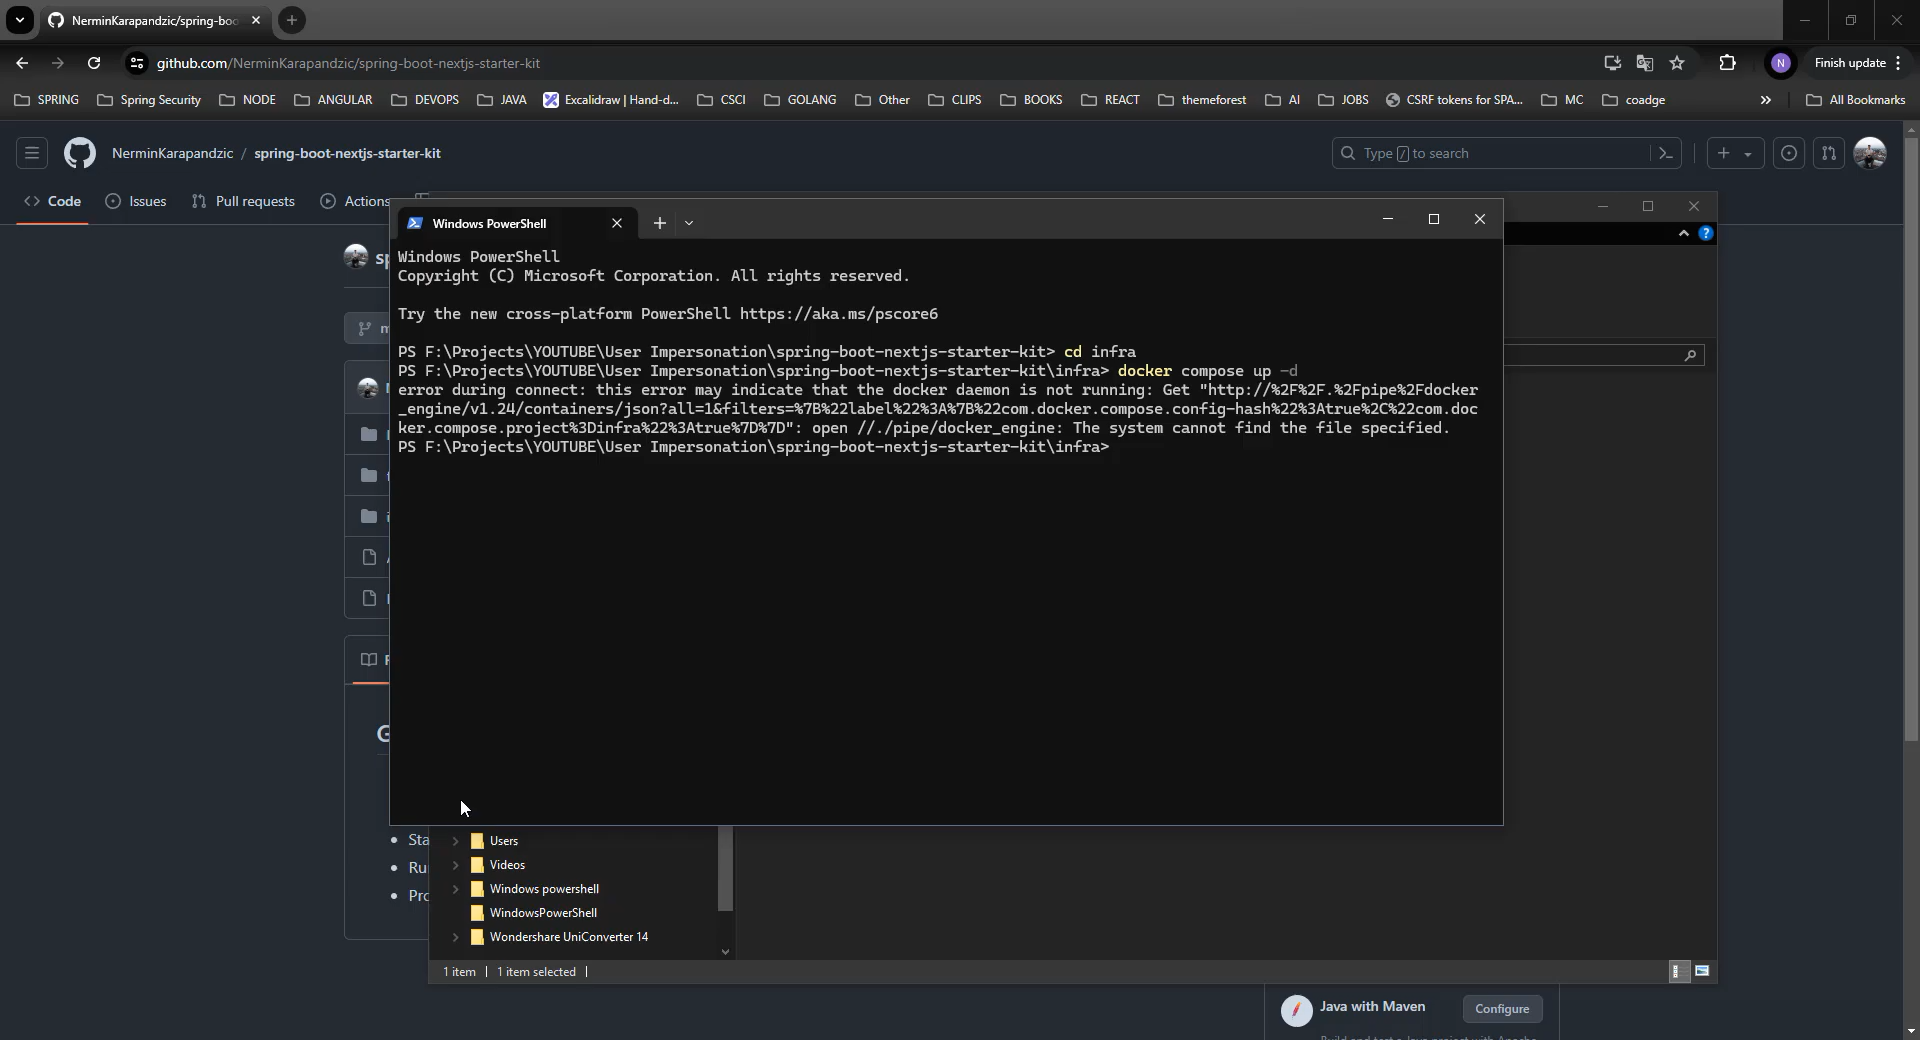 NerminKarapandzic/spring-boo
github.com/NerminKarapandzic/spring-boot-nextjs-starter-kit
Finish update
N
SPRING
Spring Security
NODE
ANGULAR
DEVOPS
JAVA
Excalidraw | Hand-d...
CSCI
GOLANG
Other
CLIPS
BOOKS
REACT
themeforest
AI
JOBS
CSRF tokens for SPA...
MC
coadge
All Bookmarks
NerminKarapandzic / spring-boot-nextjs-starter-kit
Type / to search
Code
Issues
Pull requests
Actions
Windows PowerShell
Windows PowerShell
Copyright (C) Microsoft Corporation. All rights reserved.
Try the new cross-platform PowerShell https://aka.ms/pscore6
PS F:\Projects\YOUTUBE\User Impersonation\spring-boot-nextjs-starter-kit> cd infra
PS F:\Projects\YOUTUBE\User Impersonation\spring-boot-nextjs-starter-kit\infra> docker compose up -d
error during connect: this error may indicate that the docker daemon is not running: Get "http://%2F%2F.%2Fpipe%2Fdocker
_engine/v1.24/containers/json?all=1&filters=%7B%22label%22%3A%7B%22com.docker.compose.config-hash%22%3Atrue%2C%22com.doc
ker.compose.project%3Dinfra%22%3Atrue%7D%7D": open //./pipe/docker_engine: The system cannot find the file specified.
PS F:\Projects\YOUTUBE\User Impersonation\spring-boot-nextjs-starter-kit\infra>
Sta
Ru
Pro
Users
Videos
Windows powershell
WindowsPowerShell
Wondershare UniConverter 14
1 item
1 item selected
Java with Maven
Configure